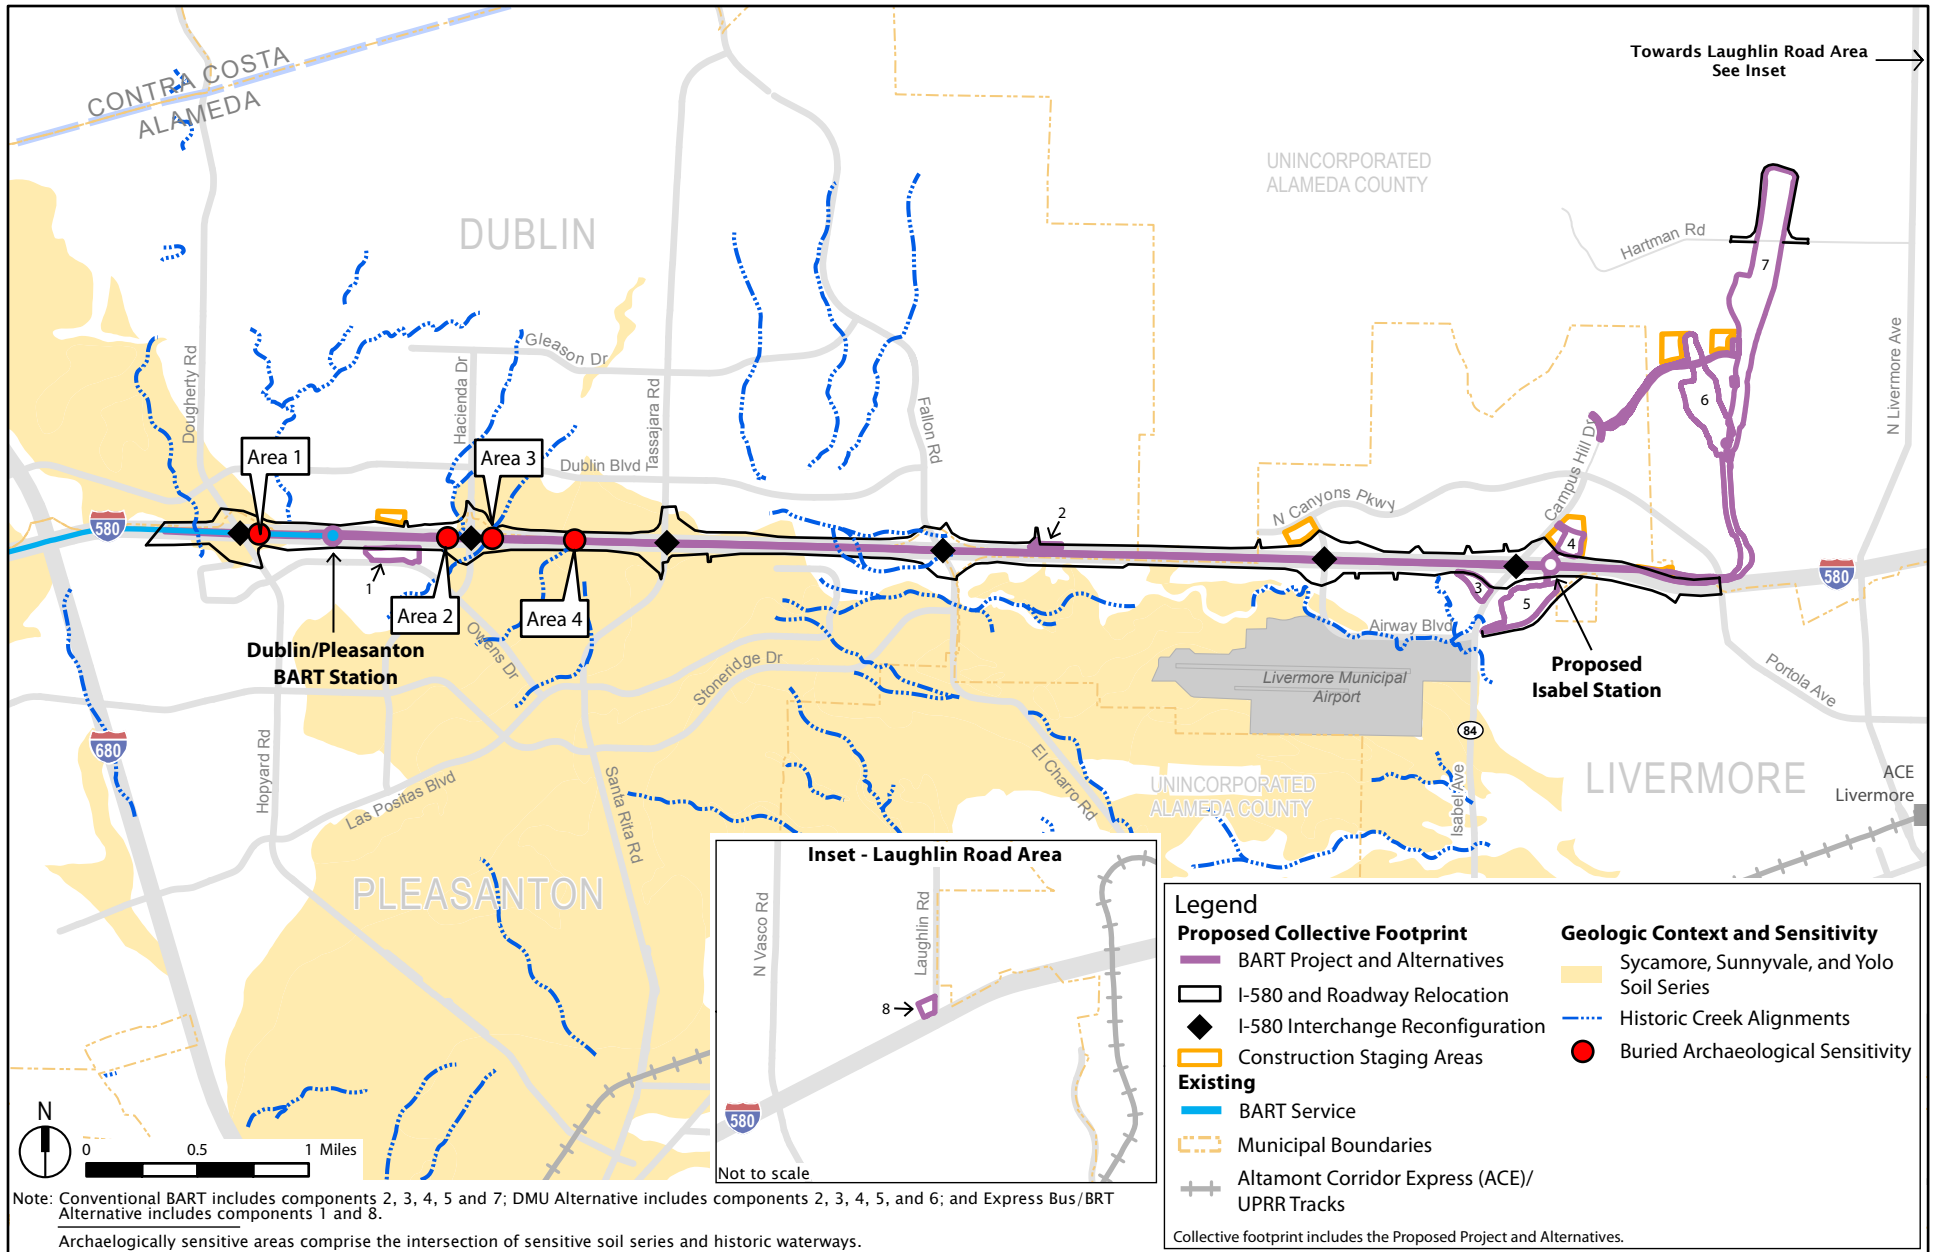 Towards Laughlin Road Area
See Inset
CONTRA COSTA
ALAMEDA
UNINCORPORATED
ALAMEDA COUNTY
DUBLIN
Hartman Rd
7
Dougherty Rd
Hacienda Dr
Gleason Dr
Tassajara Rd
Fallon Rd
N Livermore Ave
6
Area 1
Area 3
Dublin Blvd
N Canyons Pkwy
Campus Hill Dr
580
2
4
580
1
3
5
Area 2
Area 4
Owens Dr
Airway Blvd
Dublin/Pleasanton
BART Station
Stoneridge Dr
Livermore Municipal
Airport
Proposed
Isabel Station
Portola Ave
680
84
Hopyard Rd
Las Positas Blvd
Santa Rita Rd
El Charro Rd
UNINCORPORATED
ALAMEDA COUNTY
Isabel Ave
LIVERMORE
ACE
Livermore
PLEASANTON
Inset - Laughlin Road Area
N Vasco Rd
Laughlin Rd
8
580
Not to scale
Legend
Proposed Collective Footprint
BART Project and Alternatives
I-580 and Roadway Relocation
I-580 Interchange Reconfiguration
Construction Staging Areas
Existing
BART Service
Municipal Boundaries
Altamont Corridor Express (ACE)/
UPRR Tracks
Geologic Context and Sensitivity
Sycamore, Sunnyvale, and Yolo
Soil Series
Historic Creek Alignments
Buried Archaeological Sensitivity
Collective footprint includes the Proposed Project and Alternatives.
N
0 0.5 1 Miles
Note: Conventional BART includes components 2, 3, 4, 5 and 7; DMU Alternative includes components 2, 3, 4, 5, and 6; and Express Bus/BRT
Alternative includes components 1 and 8.
Archaelogically sensitive areas comprise the intersection of sensitive soil series and historic waterways.